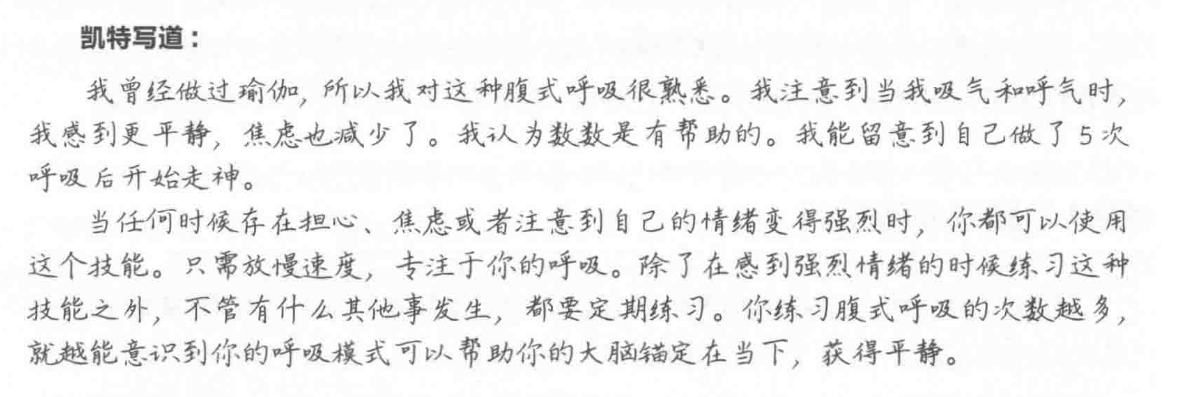 凯特写道：
我曾经做过瑜伽，所以我对这种腹式呼吸很熟悉。我注意到当我吸气和呼气时，
我感到更平静，焦虑也减少了。我认为数数是有帮助的。我能留意到自己做了5次
呼吸后开始走神。
当任何时候存在担心、焦虑或者注意到自己的情绪变得强烈时，你都可以使用
这个技能。只需放慢速度，专注于你的呼吸。除了在感到强烈情绪的时候练习这种
技能之外，不管有什么其他事发生，都要定期练习。你练习腹式呼吸的次数越多，
就越能意识到你的呼吸模式可以帮助你的大脑锚定在当下，获得平静。